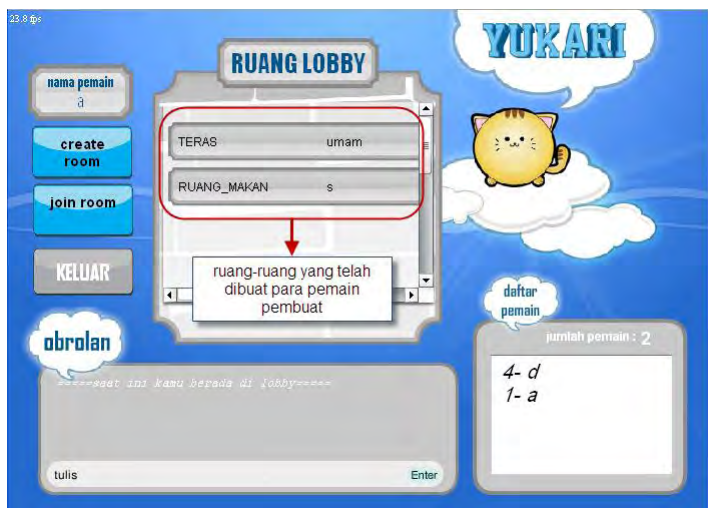 23.8 fps
YUKARI
RUANG LOBBY
nama pemain
a
create
room
join room
KELUAR
TERAS umam
RUANG_MAKAN s
ruang-ruang yang telah
dibuat para pemain
pembuat
obrolan
=====saat ini kamu berada di lobby=====
tulis Enter
daftar
pemain
jumlah pemain : 2
4- d
1- a